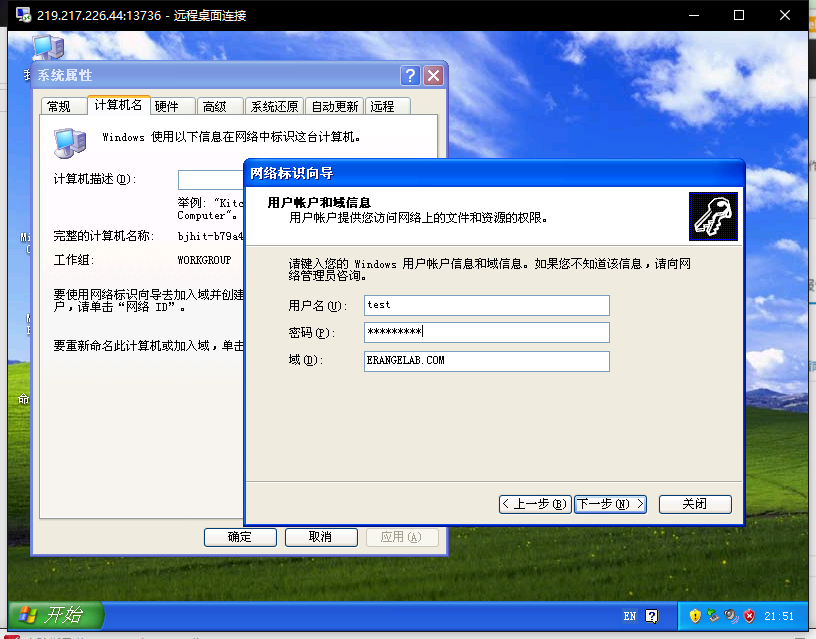 219.217.226.44:13736 - 远程桌面连接
系统属性
常规 计算机名 硬件 高级 系统还原 自动更新 远程
Windows 使用以下信息在网络中标识这台计算机。
计算机描述(D):
举例: "Kitc
Computer"。
完整的计算机名称: bjhit-b79a4
工作组: WORKGROUP
要使用网络标识向导去加入域并创建
户，请单击“网络 ID”。
要重新命名此计算机或加入域，单击
确定 取消 应用(A)
网络标识向导
用户帐户和域信息
用户帐户提供您访问网络上的文件和资源的权限。
请键入您的 Windows 用户帐户信息和域信息。如果您不知道该信息，请向网
络管理员咨询。
用户名(U): test
密码(P): *********
域(D): ERANGELAB.COM
< 上一步(B) 下一步(N) > 关闭
开始 EN 21:51